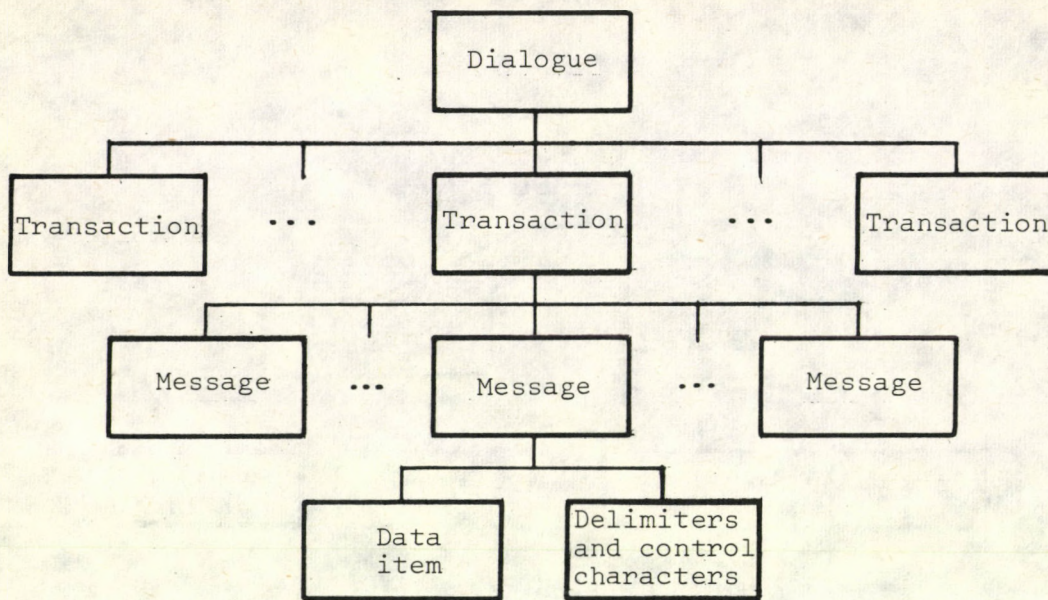 Dialogue
Transaction ... Transaction ... Transaction
Message ... Message ... Message
Data
item
Delimiters
and control
characters